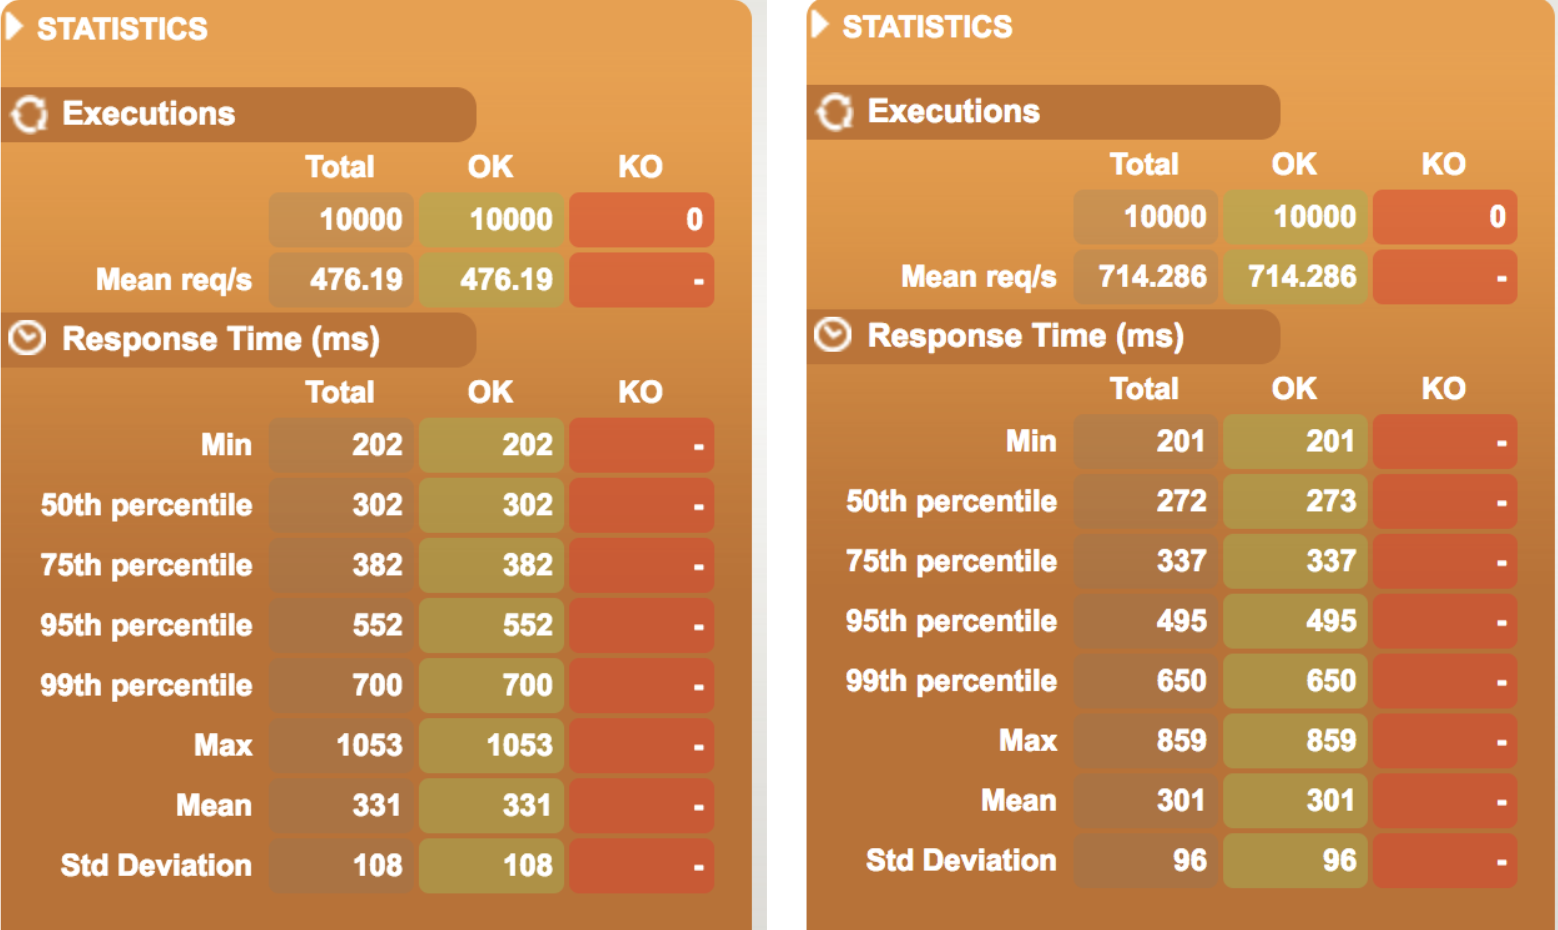 STATISTICS
Executions
Total OK KO
10000 10000 0
Mean req/s 476.19 476.19 -
Response Time (ms)
Total OK KO
Min 202 202 -
50th percentile 302 302 -
75th percentile 382 382 -
95th percentile 552 552 -
99th percentile 700 700 -
Max 1053 1053 -
Mean 331 331 -
Std Deviation 108 108 -
STATISTICS
Executions
Total OK KO
10000 10000 0
Mean req/s 714.286 714.286 -
Response Time (ms)
Total OK KO
Min 201 201 -
50th percentile 272 273 -
75th percentile 337 337 -
95th percentile 495 495 -
99th percentile 650 650 -
Max 859 859 -
Mean 301 301 -
Std Deviation 96 96 -